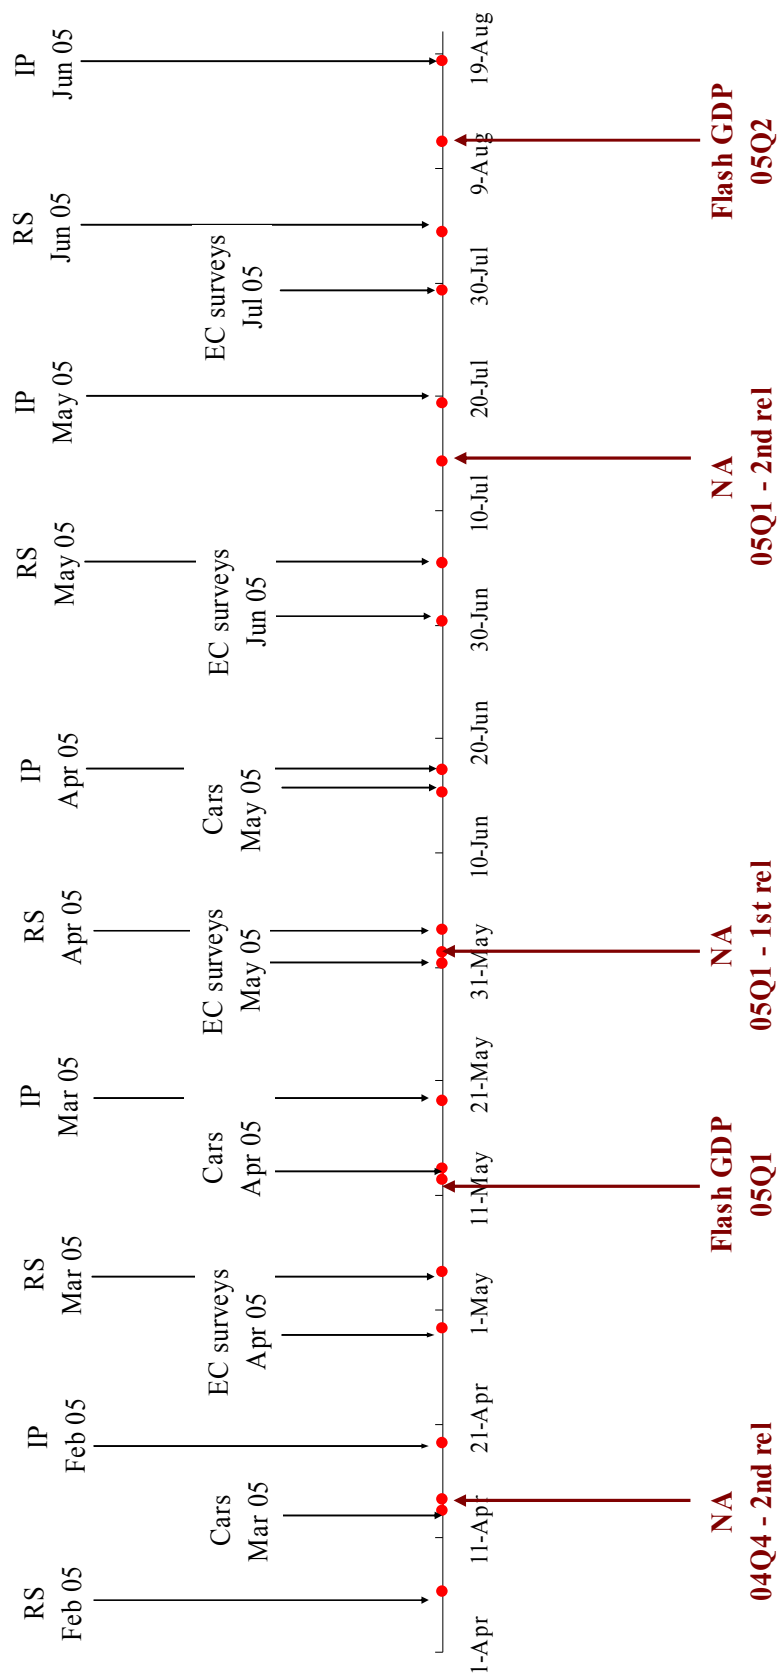 RS
Feb 05
IP
Feb 05
RS
Mar 05
IP
Mar 05
RS
Apr 05
IP
Apr 05
RS
May 05
IP
May 05
RS
Jun 05
IP
Jun 05
Cars
Mar 05
EC surveys
Apr 05
Cars
Apr 05
EC surveys
May 05
Cars
May 05
EC surveys
Jun 05
EC surveys
Jul 05
1-Apr
11-Apr
21-Apr
1-May
11-May
21-May
31-May
10-Jun
20-Jun
30-Jun
10-Jul
20-Jul
30-Jul
9-Aug
19-Aug
NA
04Q4 - 2nd rel
Flash GDP
05Q1
NA
05Q1 - 1st rel
NA
05Q1 - 2nd rel
Flash GDP
05Q2